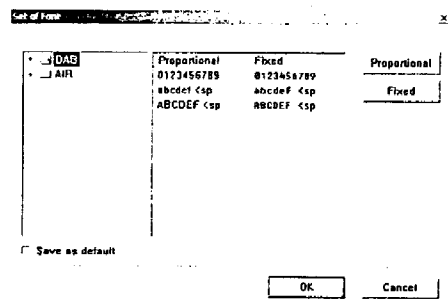 Set of Font
DAB
AIR
Proportional Fixed
0123456789 0123456789
abcdef <sp abcdef <sp
ABCDEF <sp ABCDEF <sp
Proportional
Fixed
Save as default
OK Cancel